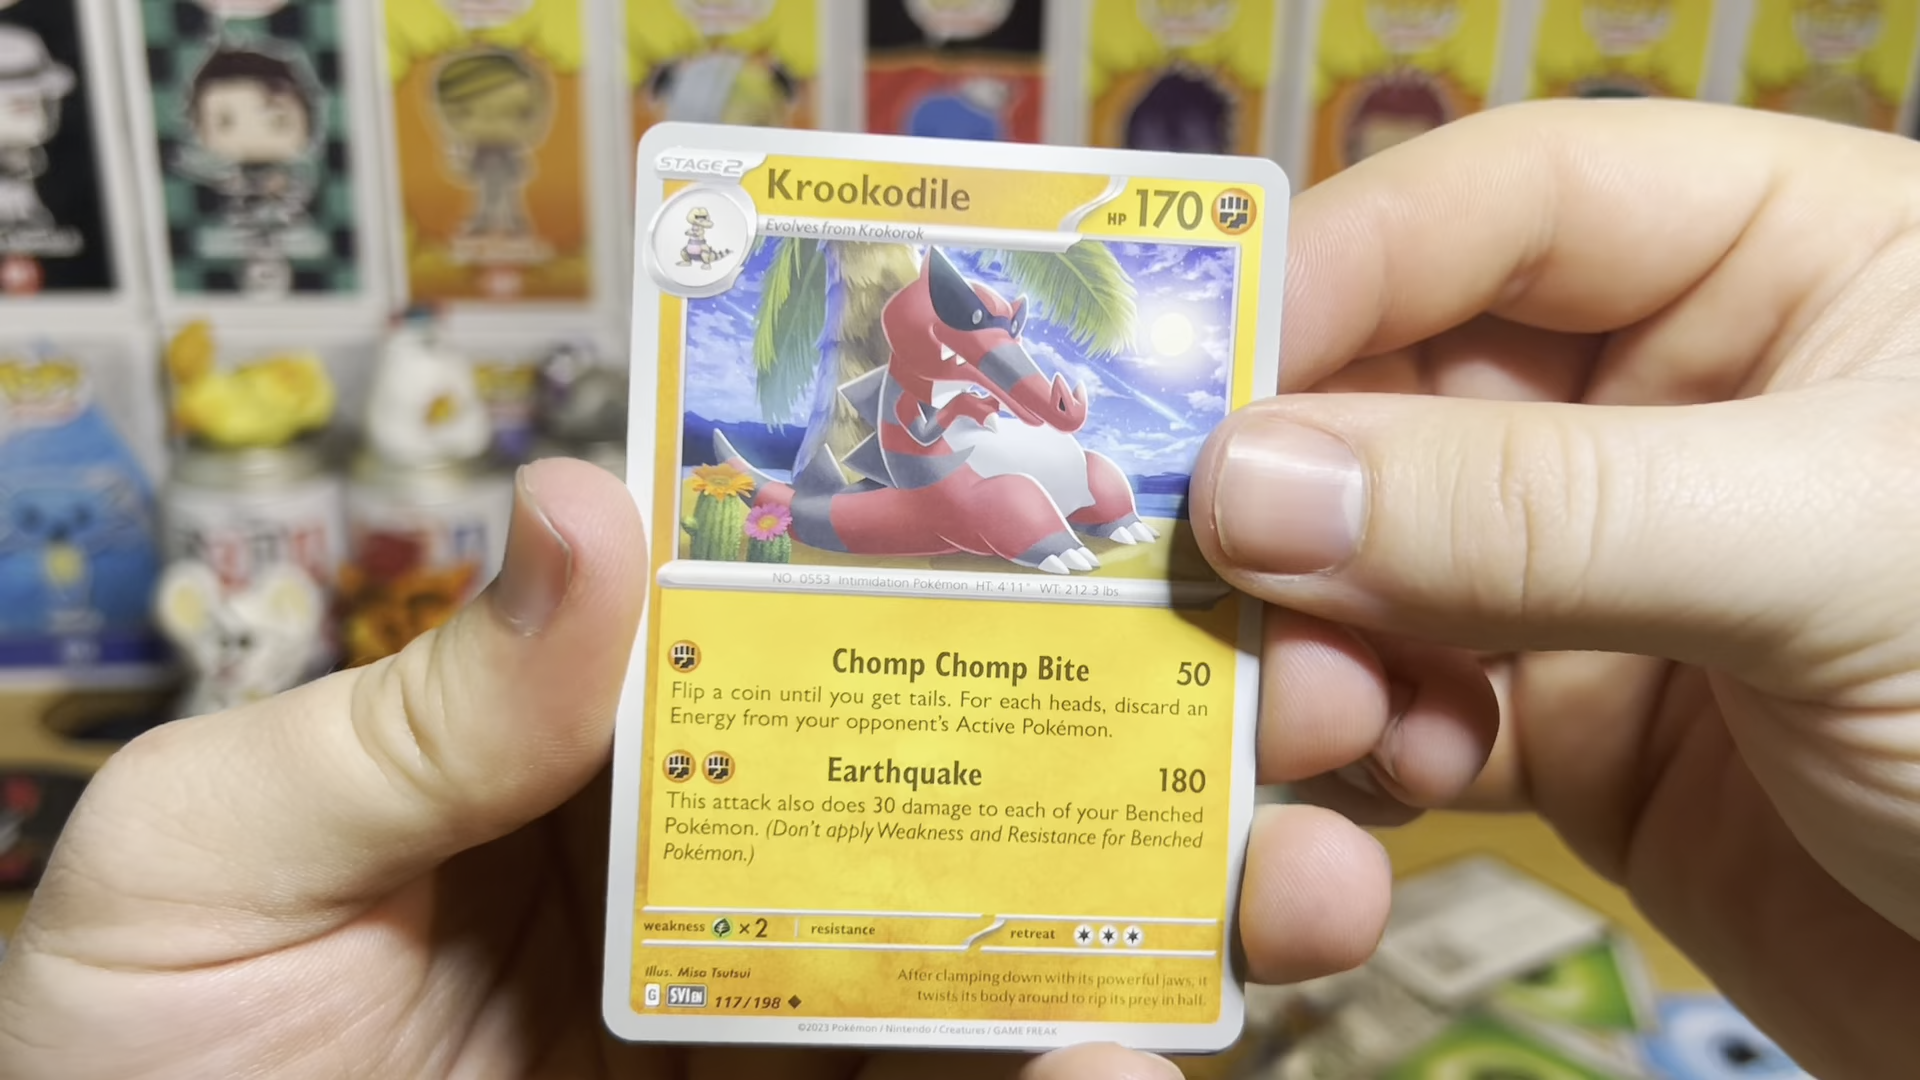 STAGE2
Krookodile
HP 170
Evolves from Krokorok
NO. 0553 Intimidation Pokémon HT: 4'11" WT: 212.3 lbs.
Chomp Chomp Bite 50
Flip a coin until you get tails. For each heads, discard an
Energy from your opponent's Active Pokémon.
Earthquake 180
This attack also does 30 damage to each of your Benched
Pokémon. (Don't apply Weakness and Resistance for Benched
Pokémon.)
weakness ×2 resistance retreat
Illus. Misa Tsutsui
G SVI EN 117/198
After clamping down with its powerful jaws, it
twists its body around to rip its prey in half.
©2023 Pokémon / Nintendo / Creatures / GAME FREAK